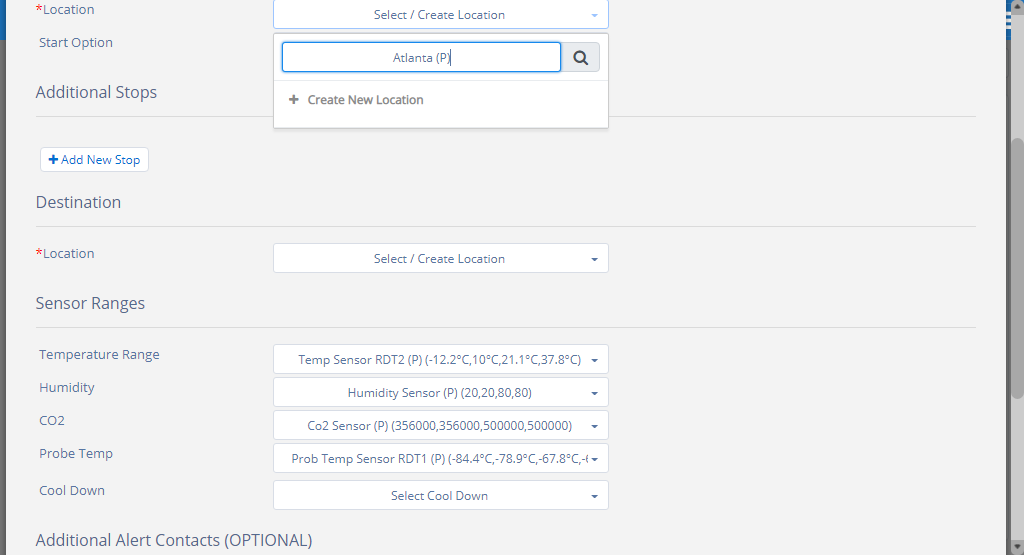 *Location
Select / Create Location
Start Option
Atlanta (P)
Create New Location
Additional Stops
Add New Stop
Destination
*Location
Select / Create Location
Sensor Ranges
Temperature Range
Temp Sensor RDT2 (P) (-12.2°C,10°C,21.1°C,37.8°C)
Humidity
Humidity Sensor (P) (20,20,80,80)
CO2
Co2 Sensor (P) (356000,356000,500000,500000)
Probe Temp
Prob Temp Sensor RDT1 (P) (-84.4°C,-78.9°C,-67.8°C,-
Cool Down
Select Cool Down
Additional Alert Contacts (OPTIONAL)